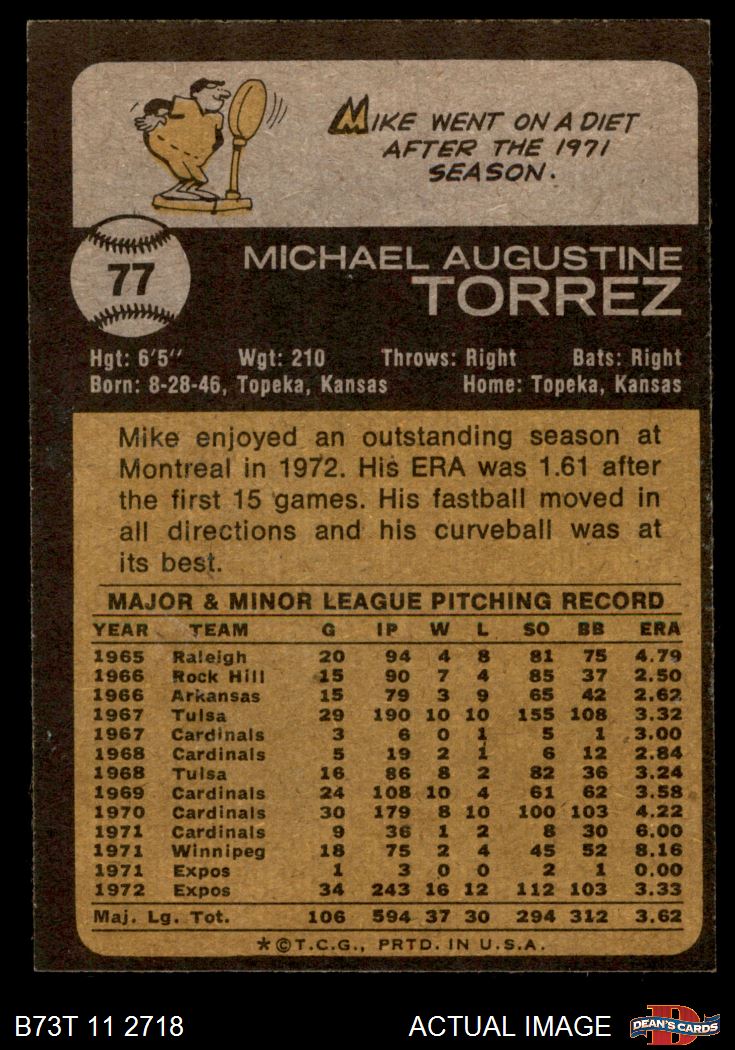 MIKE WENT ON A DIET
AFTER THE 1971
SEASON.
77
MICHAEL AUGUSTINE
TORREZ
Hgt: 6'5" Wgt: 210 Throws: Right Bats: Right
Born: 8-28-46, Topeka, Kansas Home: Topeka, Kansas
Mike enjoyed an outstanding season at
Montreal in 1972. His ERA was 1.61 after
the first 15 games. His fastball moved in
all directions and his curveball was at
its best.
MAJOR & MINOR LEAGUE PITCHING RECORD
YEAR TEAM G IP W L SO BB ERA
1965 Raleigh 20 94 4 8 81 75 4.79
1966 Rock Hill 15 90 7 4 85 37 2.50
1966 Arkansas 15 79 3 9 65 42 2.62
1967 Tulsa 29 190 10 10 155 108 3.32
1967 Cardinals 3 6 0 1 5 1 3.00
1968 Cardinals 5 19 2 1 6 12 2.84
1968 Tulsa 16 86 8 2 82 36 3.24
1969 Cardinals 24 108 10 4 61 62 3.58
1970 Cardinals 30 179 8 10 100 103 4.22
1971 Cardinals 9 36 1 2 8 30 6.00
1971 Winnipeg 18 75 2 4 45 52 8.16
1971 Expos 1 3 0 0 2 1 0.00
1972 Expos 34 243 16 12 112 103 3.33
Maj. Lg. Tot. 106 594 37 30 294 312 3.62
*©T.C.G., PRTD. IN U.S.A.
B73T 11 2718 ACTUAL IMAGE D DEAN'S CARDS